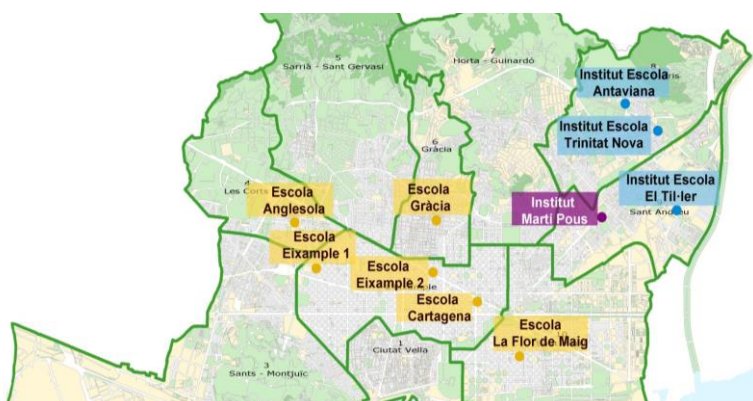 5
Sarrià - Sant Gervasi
7
Horta - Guinardó
8
Institut Escola
Antaviana
Institut Escola
Trinitat Nova
6
Gràcia
4
Les Corts
Escola
Anglesola
Escola
Gràcia
Institut
Martí Pous
Institut Escola
El Til·ler
Sant Andreu
Escola
Eixample 1
Escola
Eixample 2
Escola
Cartagena
Escola
La Flor de Maig
1
Ciutat Vella
3
Sants - Montjuïc